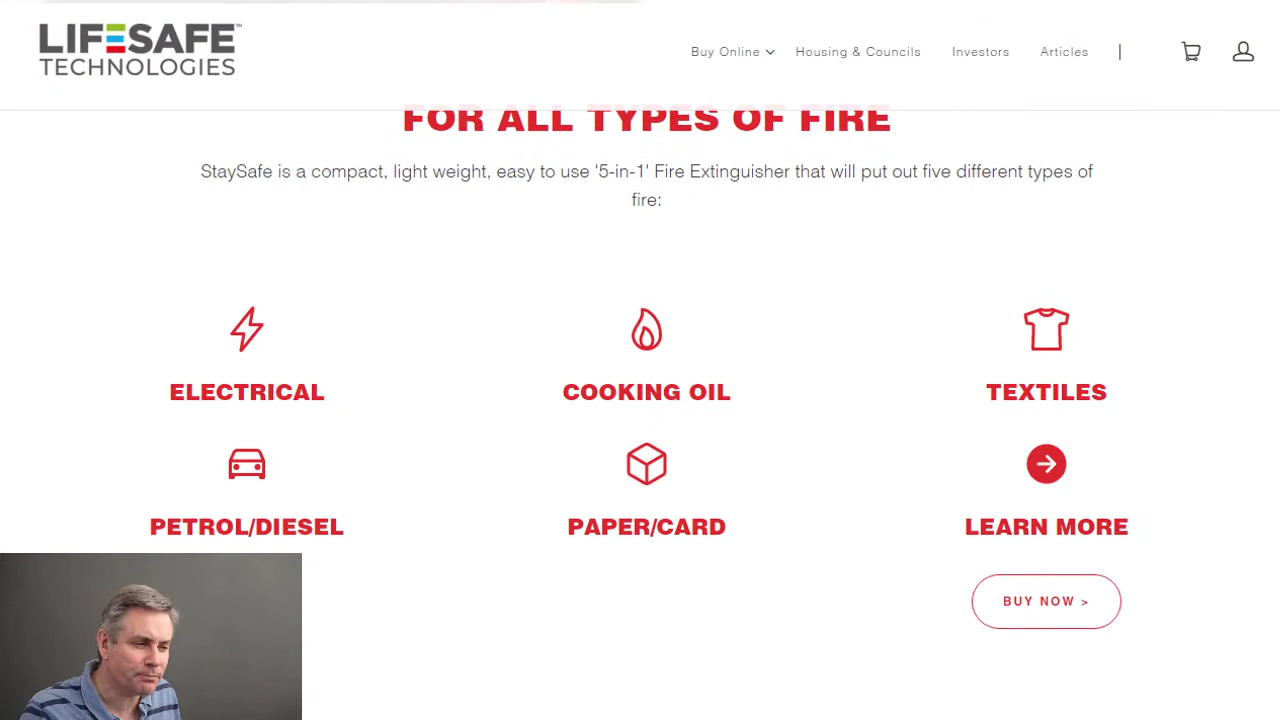 LIFESAFE™
TECHNOLOGIES
Buy Online
Housing & Councils
Investors
Articles
FOR ALL TYPES OF FIRE
StaySafe is a compact, light weight, easy to use '5-in-1' Fire Extinguisher that will put out five different types of
fire:
ELECTRICAL
COOKING OIL
TEXTILES
PETROL/DIESEL
PAPER/CARD
LEARN MORE
BUY NOW >